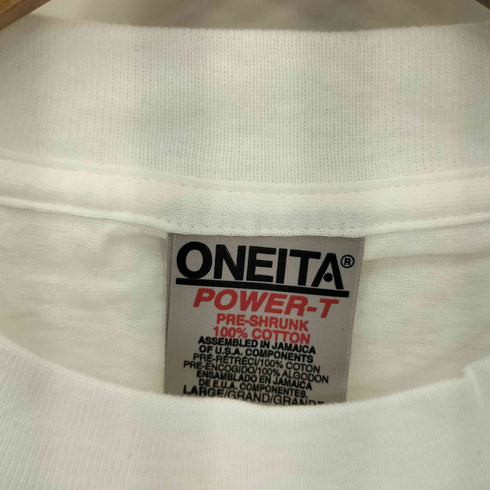 ONEITA®
POWER-T
PRE-SHRUNK
100% COTTON
ASSEMBLED IN JAMAICA
OF U.S.A. COMPONENTS
PRE-RETRÉCI/100% COTON
PRE-ENCOGIDO/100% ALGODON
ENSAMBLADO EN JAMAICA
DE E.U.A. COMPONENTES.
LARGE/GRAND/GRANDE